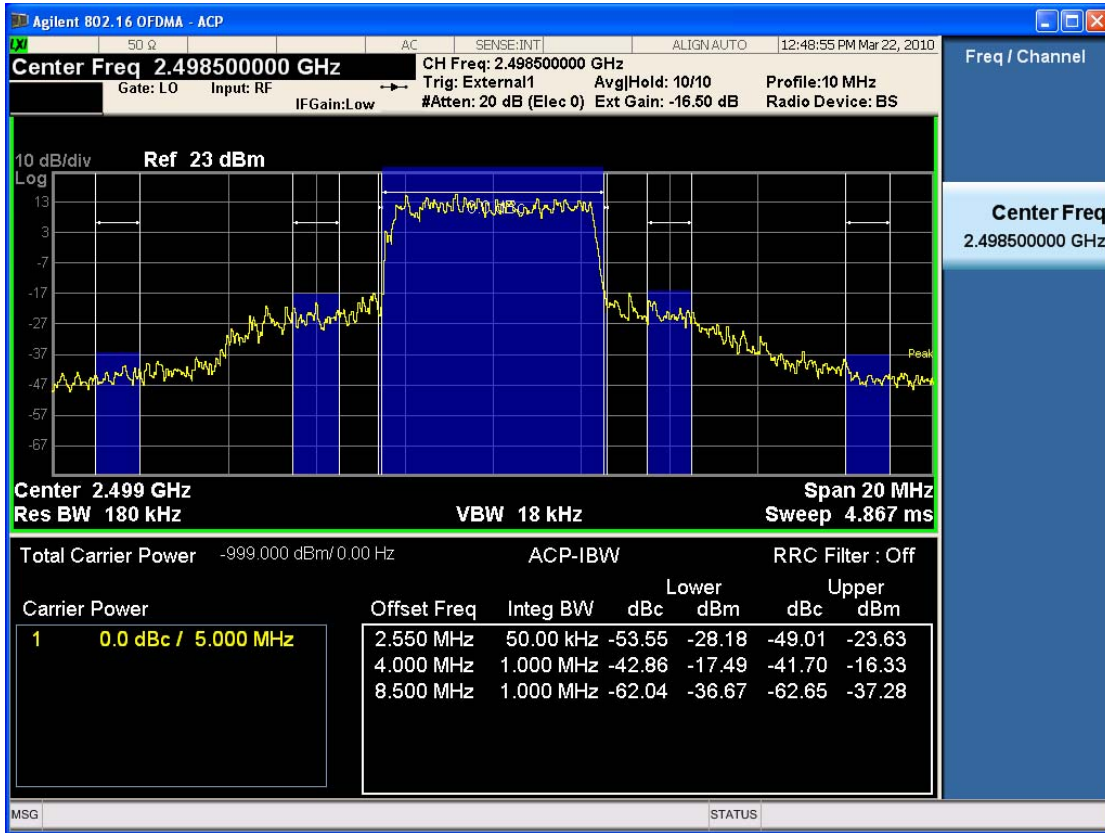 Agilent 802.16 OFDMA - ACP
LXI 50 Ω AC SENSE:INT ALIGN AUTO 12:48:55 PM Mar 22, 2010
Center Freq 2.498500000 GHz CH Freq: 2.498500000 GHz
Gate: LO Input: RF Trig: External1 Avg|Hold: 10/10 Profile:10 MHz
IFGain:Low #Atten: 20 dB (Elec 0) Ext Gain: -16.50 dB Radio Device: BS
Freq / Channel
Center Freq
2.498500000 GHz
10 dB/div Ref 23 dBm
Log
13
3
-7
-17
-27
-37
-47
-57
-67
0.0 dBc
Peak
Center 2.499 GHz Span 20 MHz
Res BW 180 kHz VBW 18 kHz Sweep 4.867 ms
Total Carrier Power -999.000 dBm/ 0.00 Hz ACP-IBW RRC Filter : Off
Lower Upper
Carrier Power Offset Freq Integ BW dBc dBm dBc dBm
1 0.0 dBc / 5.000 MHz 2.550 MHz 50.00 kHz -53.55 -28.18 -49.01 -23.63
4.000 MHz 1.000 MHz -42.86 -17.49 -41.70 -16.33
8.500 MHz 1.000 MHz -62.04 -36.67 -62.65 -37.28
MSG STATUS